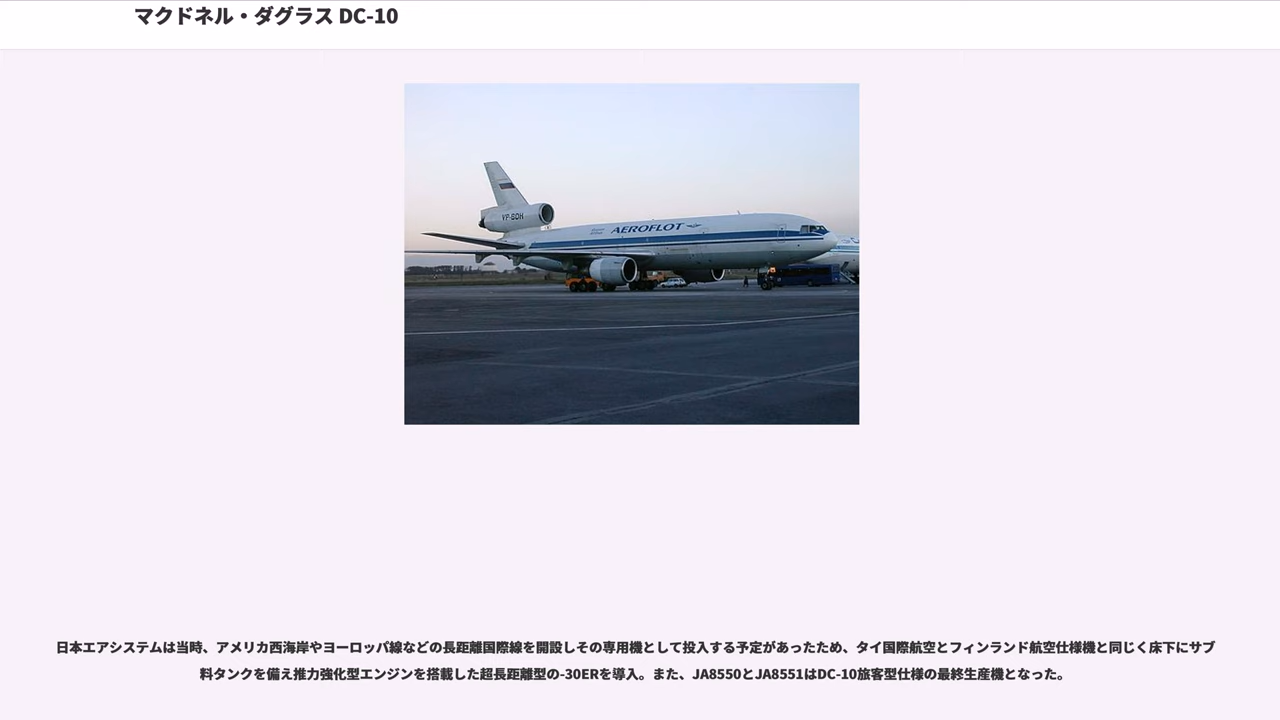 マクドネル・ダグラス DC-10
VP-BDH
AEROFLOT
日本エアシステムは当時、アメリカ西海岸やヨーロッパ線などの長距離国際線を開設しその専用機として投入する予定があったため、タイ国際航空とフィンランド航空仕様機と同じく床下にサブ
料タンクを備え推力強化型エンジンを搭載した超長距離型の-30ERを導入。また、JA8550とJA8551はDC-10旅客型仕様の最終生産機となった。